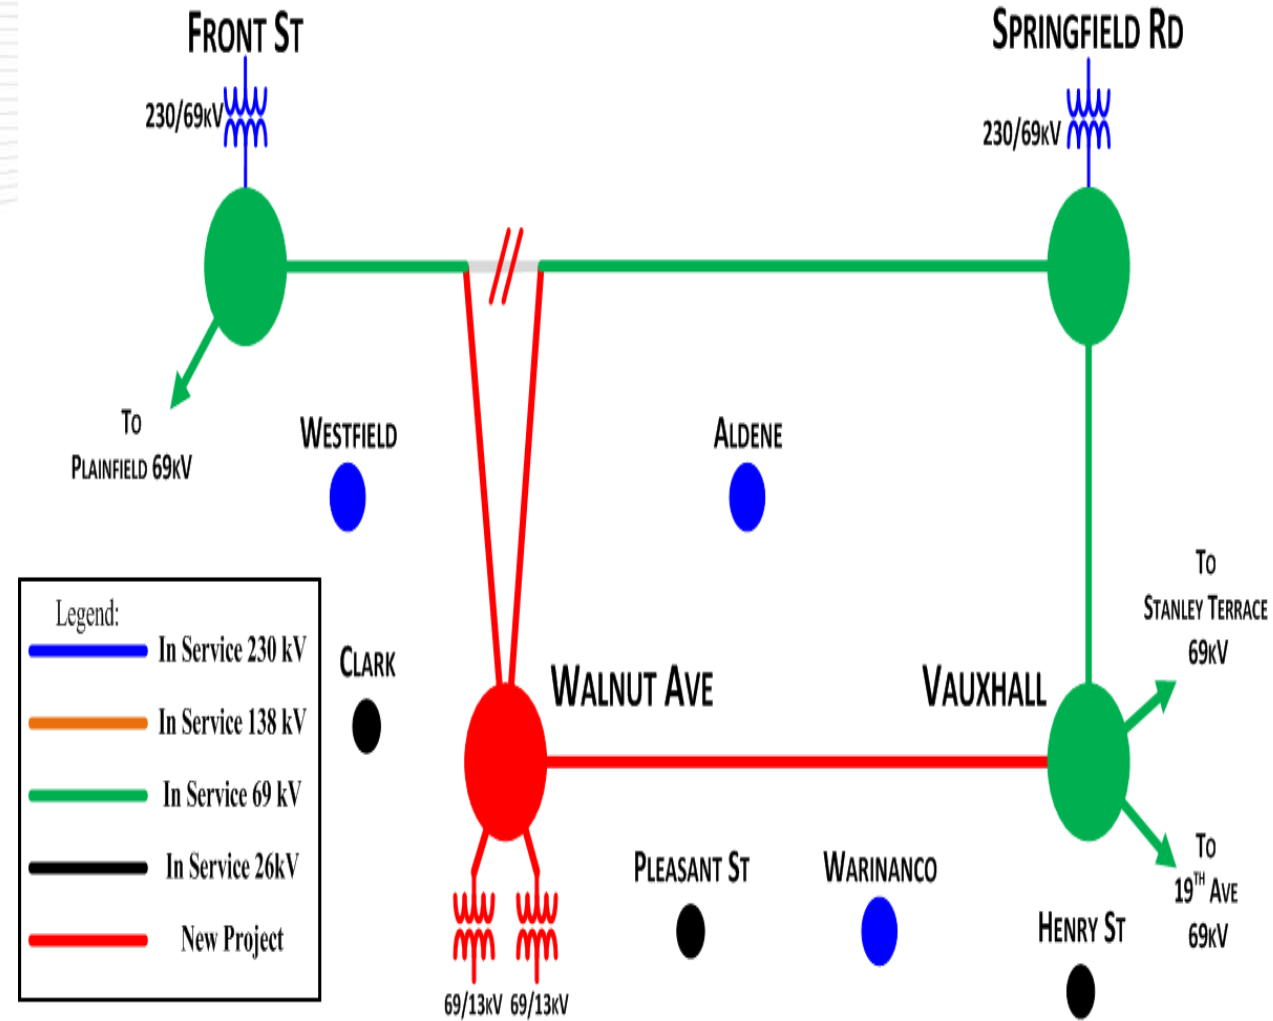 FRONT ST
SPRINGFIELD RD
230/69KV
230/69KV
TO
PLAINFIELD 69KV
WESTFIELD
ALDENE
TO
STANLEY TERRACE
69KV
Legend:
In Service 230 kV
In Service 138 kV
In Service 69 kV
In Service 26kV
New Project
CLARK
WALNUT AVE
VAUXHALL
PLEASANT ST
WARINANCO
TO
19TH AVE
69KV
HENRY ST
69/13KV 69/13KV